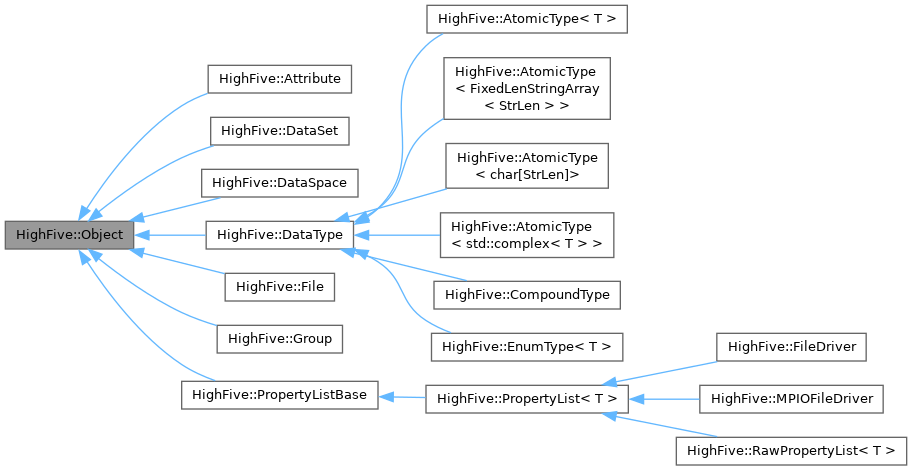 HighFive::Object
HighFive::Attribute
HighFive::DataSet
HighFive::DataSpace
HighFive::DataType
HighFive::File
HighFive::Group
HighFive::PropertyListBase
HighFive::AtomicType< T >
HighFive::AtomicType
< FixedLenStringArray
< StrLen > >
HighFive::AtomicType
< char[StrLen]>
HighFive::AtomicType
< std::complex< T > >
HighFive::CompoundType
HighFive::EnumType< T >
HighFive::PropertyList< T >
HighFive::FileDriver
HighFive::MPIOFileDriver
HighFive::RawPropertyList< T >